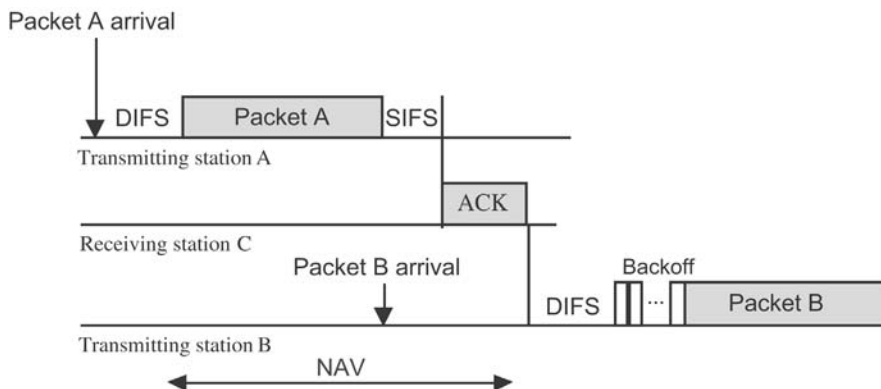 Packet A arrival
DIFS
Packet A
SIFS
Transmitting station A
ACK
Receiving station C
Packet B arrival
Backoff
DIFS
...
Packet B
Transmitting station B
NAV